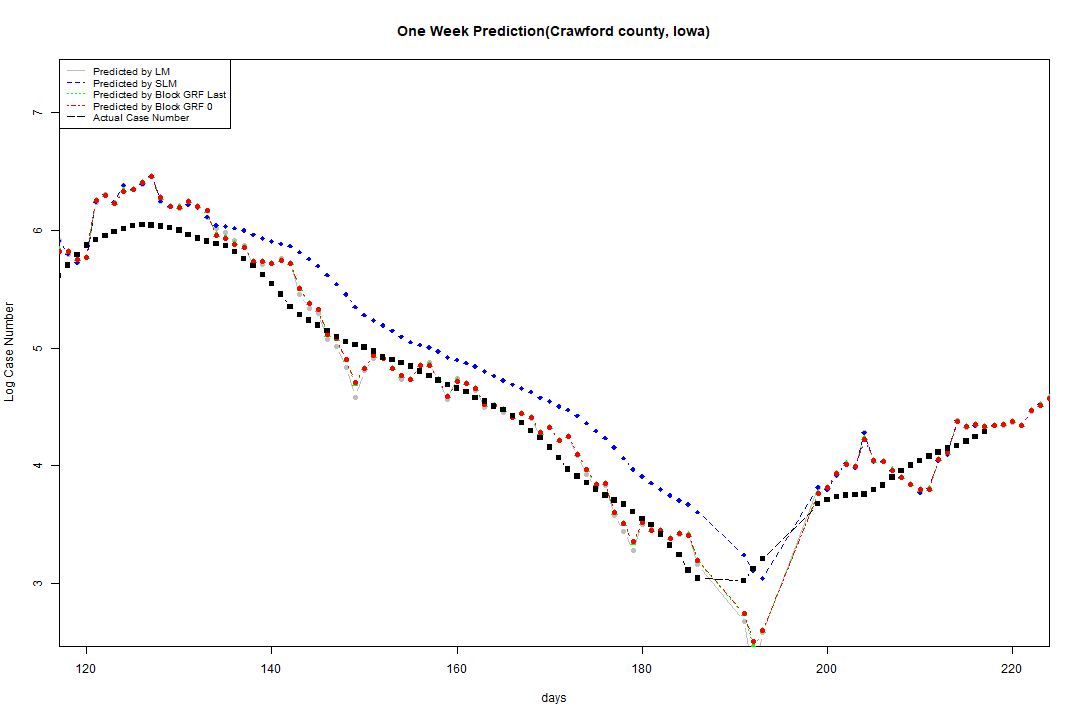 One Week Prediction(Crawford county, Iowa)
Predicted by LM
Predicted by SLM
Predicted by Block GRF Last
Predicted by Block GRF 0
Actual Case Number
7
6
5
4
3
Log Case Number
120 140 160 180 200 220
days